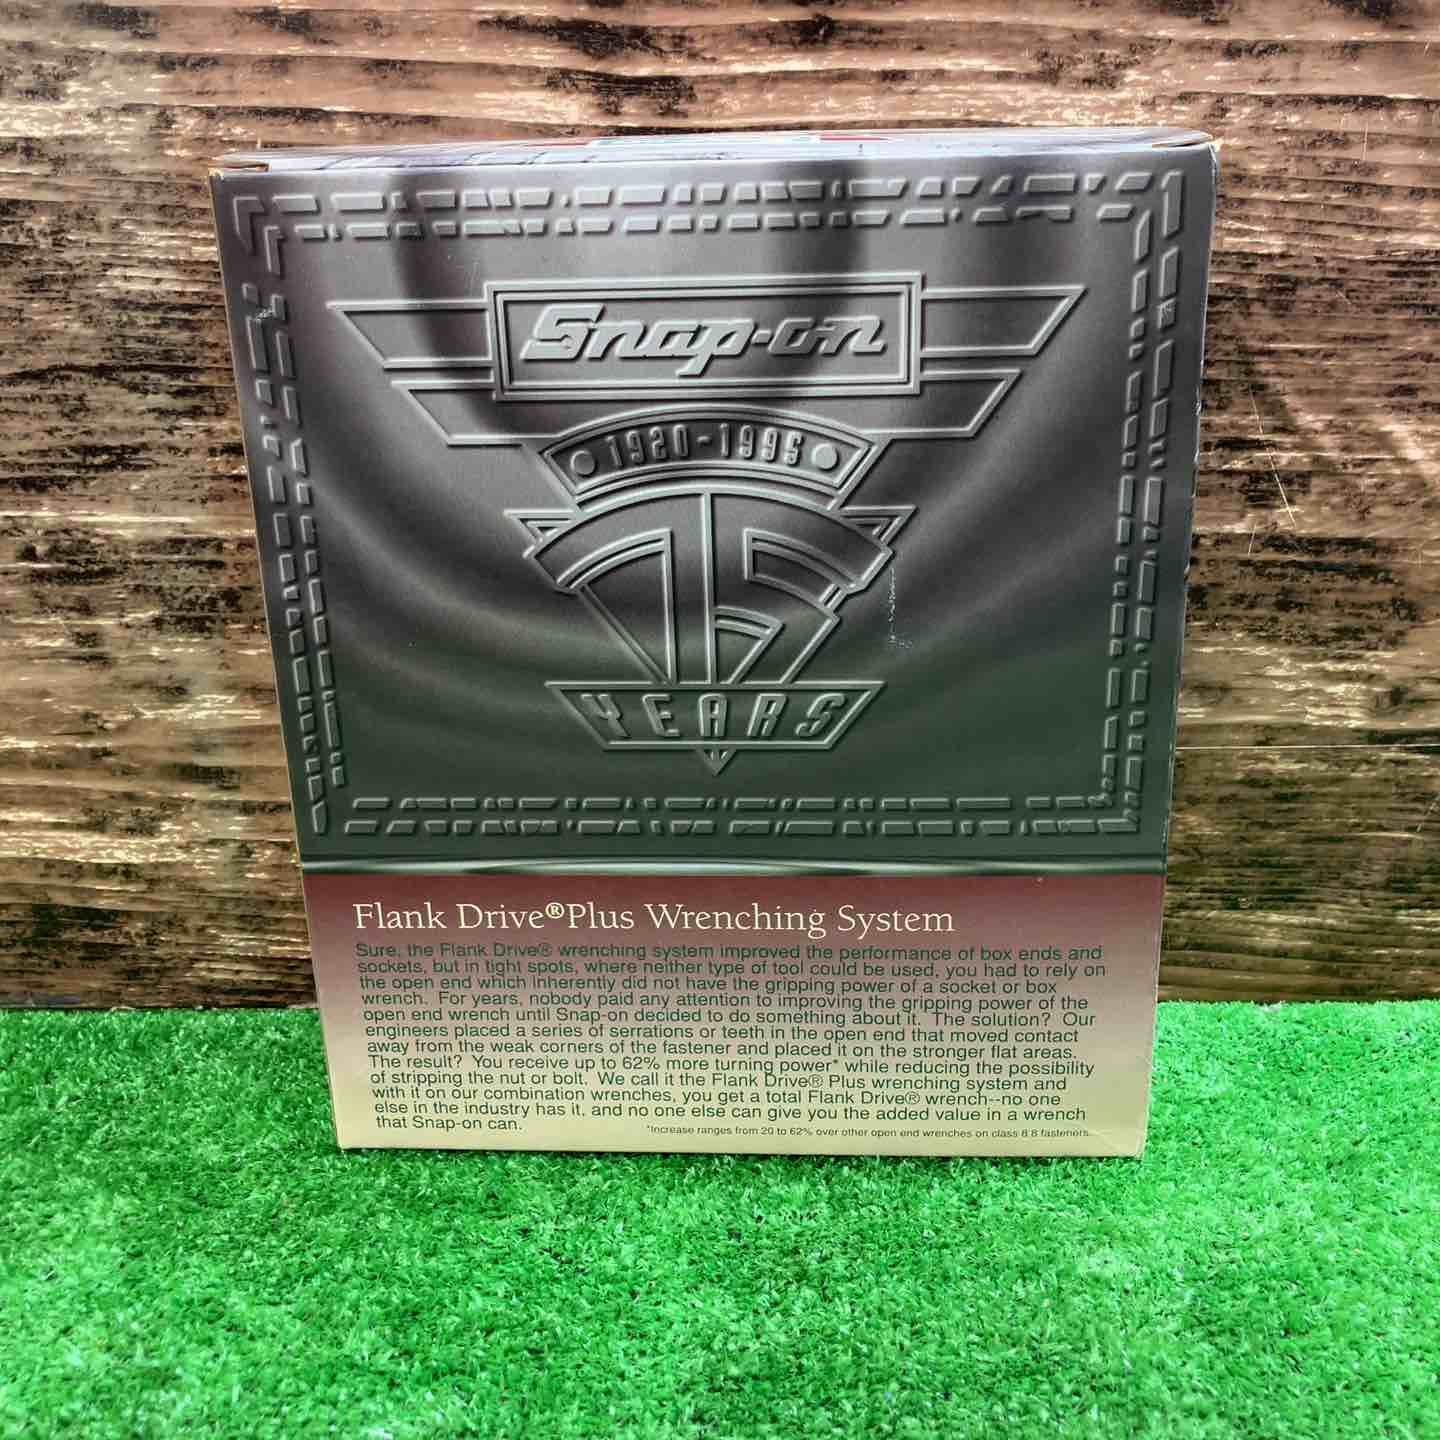 Snap-on
1920-1995
75
YEARS
Flank Drive®Plus Wrenching System
Sure, the Flank Drive® wrenching system improved the performance of box ends and
sockets, but in tight spots, where neither type of tool could be used, you had to rely on
the open end which inherently did not have the gripping power of a socket or box
wrench. For years, nobody paid any attention to improving the gripping power of the
open end wrench until Snap-on decided to do something about it. The solution? Our
engineers placed a series of serrations or teeth in the open end that moved contact
away from the weak corners of the fastener and placed it on the stronger flat areas.
The result? You receive up to 62% more turning power* while reducing the possibility
of stripping the nut or bolt. We call it the Flank Drive® Plus wrenching system and
with it on our combination wrenches, you get a total Flank Drive® wrench--no one
else in the industry has it, and no one else can give you the added value in a wrench
that Snap-on can.
*Increase ranges from 20 to 62% over other open end wrenches on class 8.8 fasteners.